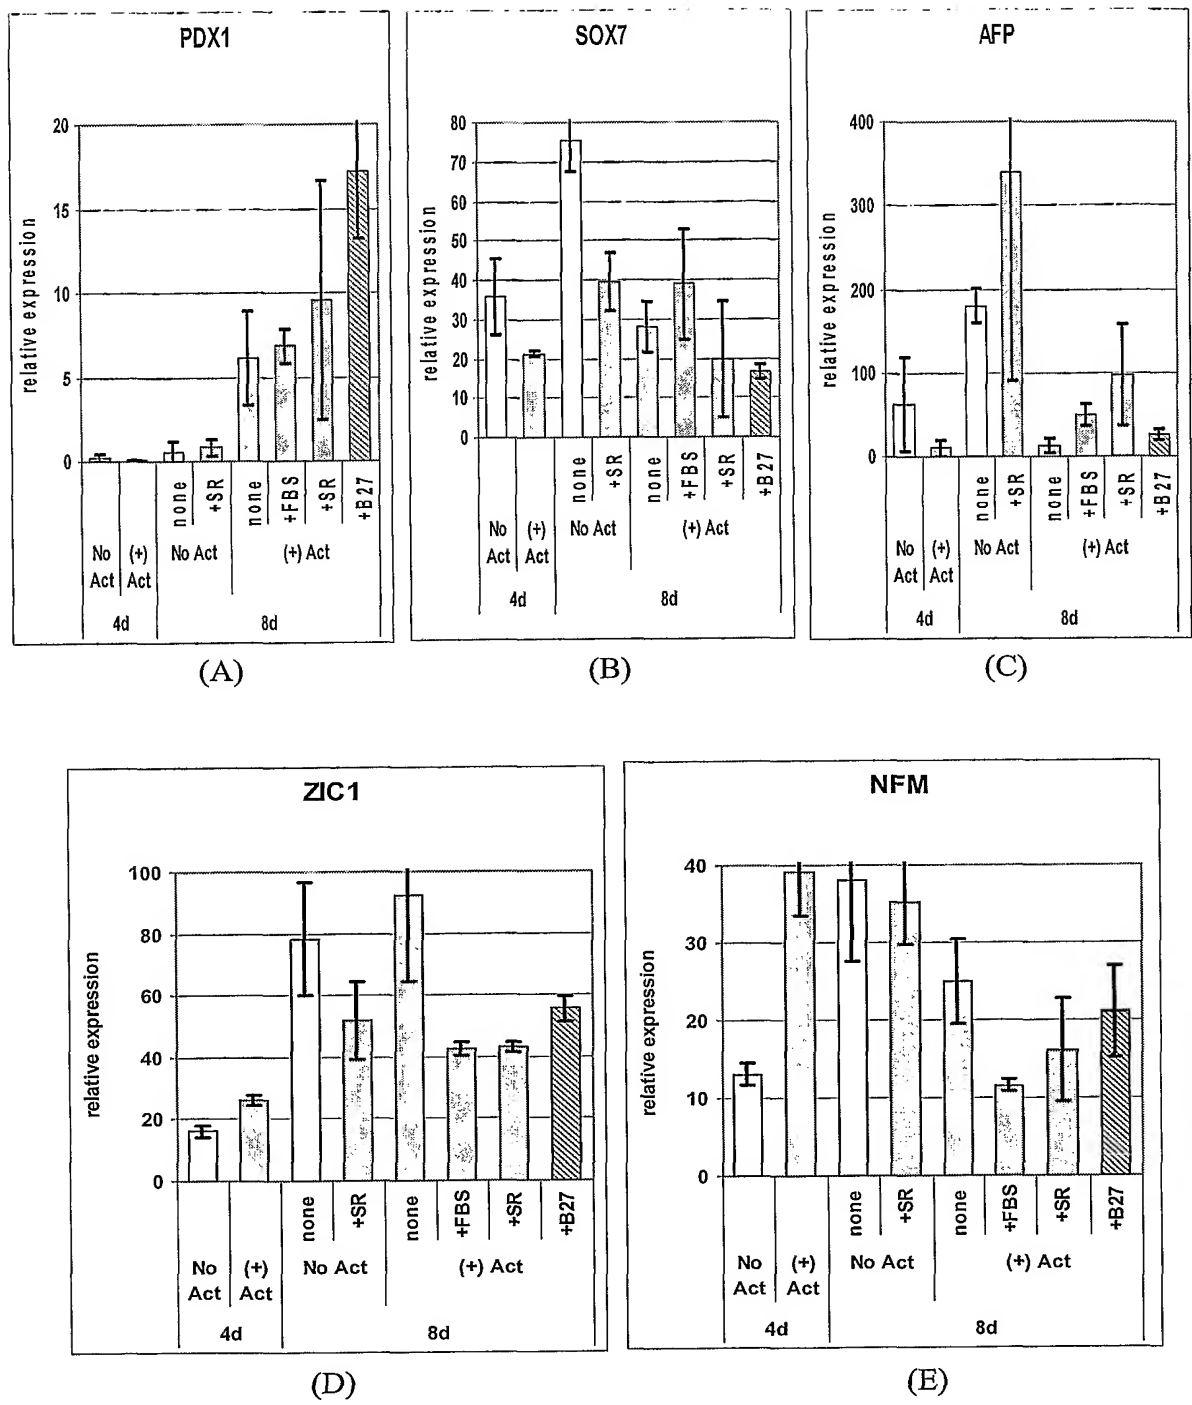 PDX1
relative expression
20
15
10
5
0
none
+SR
none
+FBS
+SR
+B27
No Act
(+) Act
No Act
(+) Act
4d
8d
(A)
SOX7
relative expression
80
70
60
50
40
30
20
10
0
none
+SR
none
+FBS
+SR
+B27
No Act
(+) Act
No Act
(+) Act
4d
8d
(B)
AFP
relative expression
400
300
200
100
0
none
+SR
none
+FBS
+SR
+B27
No Act
(+) Act
No Act
(+) Act
4d
8d
(C)
ZIC1
relative expression
100
80
60
40
20
0
none
+SR
none
+FBS
+SR
+B27
No Act
(+) Act
No Act
(+) Act
4d
8d
(D)
NFM
relative expression
40
30
20
10
0
none
+SR
none
+FBS
+SR
+B27
No Act
(+) Act
No Act
(+) Act
4d
8d
(E)